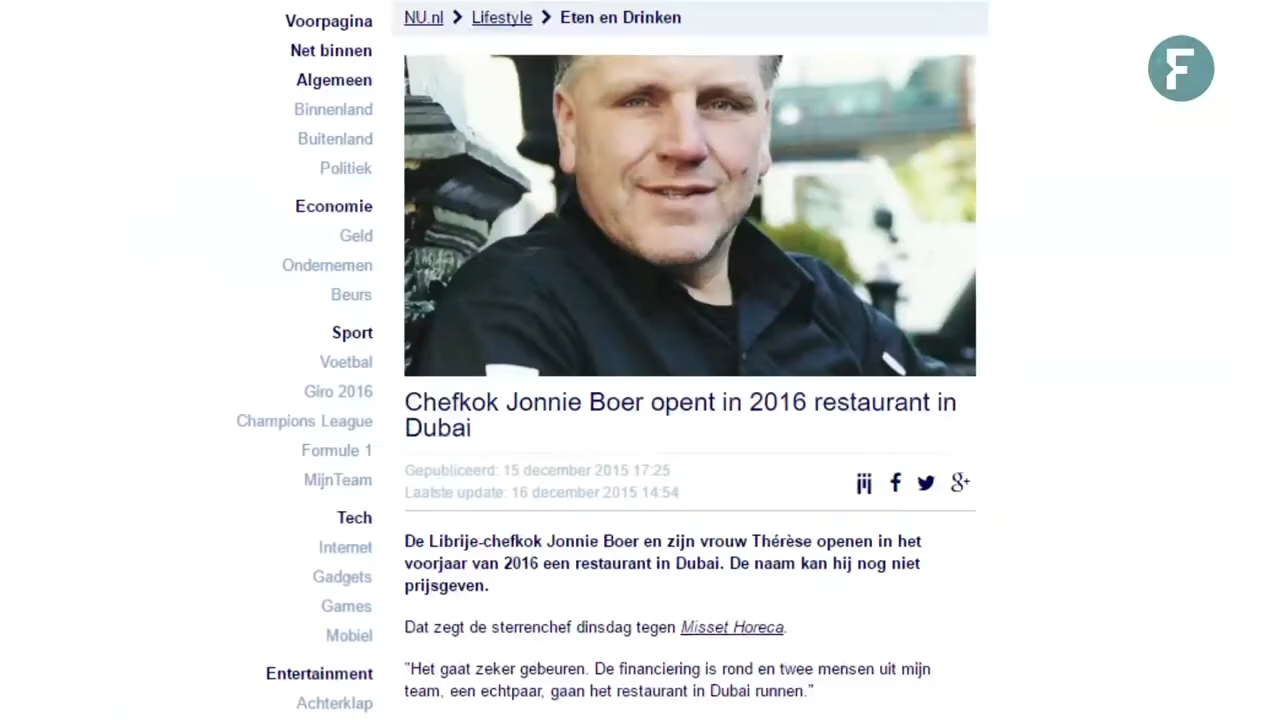 Voorpagina
Net binnen
Algemeen
Binnenland
Buitenland
Politiek
Economie
Geld
Ondernemen
Beurs
Sport
Voetbal
Giro 2016
Champions League
Formule 1
MijnTeam
Tech
Internet
Gadgets
Games
Mobiel
Entertainment
Achterklap
NU.nl > Lifestyle > Eten en Drinken
Chefkok Jonnie Boer opent in 2016 restaurant in
Dubai
Gepubliceerd: 15 december 2015 17:25
Laatste update: 16 december 2015 14:54
De Librije-chefkok Jonnie Boer en zijn vrouw Thérèse openen in het
voorjaar van 2016 een restaurant in Dubai. De naam kan hij nog niet
prijsgeven.
Dat zegt de sterrenchef dinsdag tegen Misset Horeca.
"Het gaat zeker gebeuren. De financiering is rond en twee mensen uit mijn
team, een echtpaar, gaan het restaurant in Dubai runnen."
F